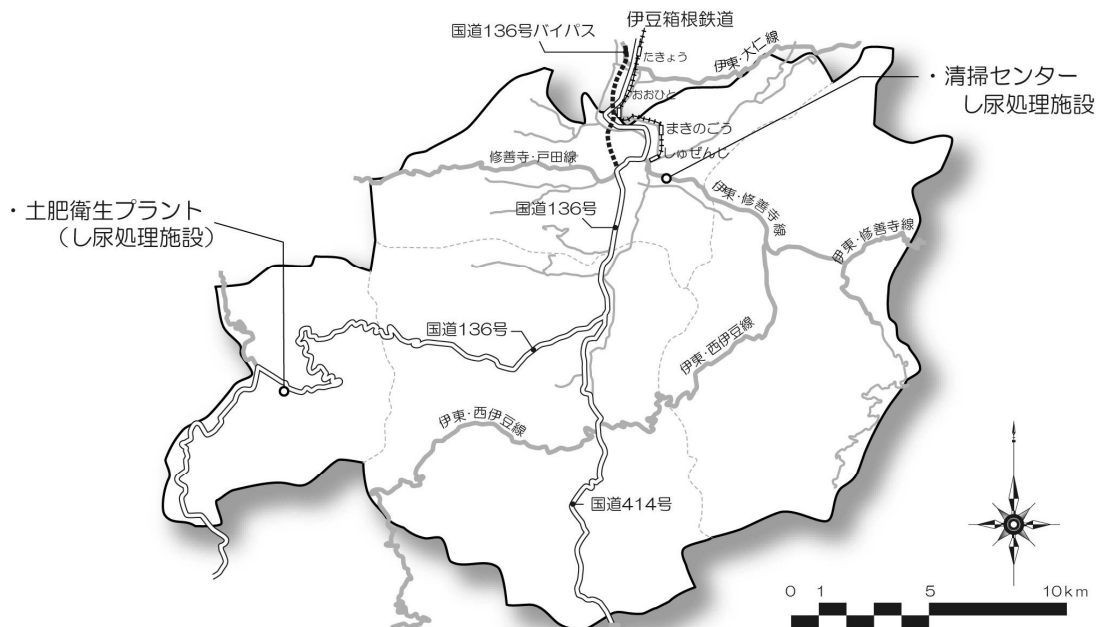 伊豆箱根鉄道
国道136号バイパス
たきょう
伊東・大仁線
おおひと
・清掃センター
し尿処理施設
まきのこう
しゅぜんじ
修善寺・戸田線
伊東・修善寺線
・土肥衛生プラント
（し尿処理施設）
国道136号
伊東・修善寺線
国道136号
伊東・西伊豆線
伊東・西伊豆線
国道414号
0 1 5 10km